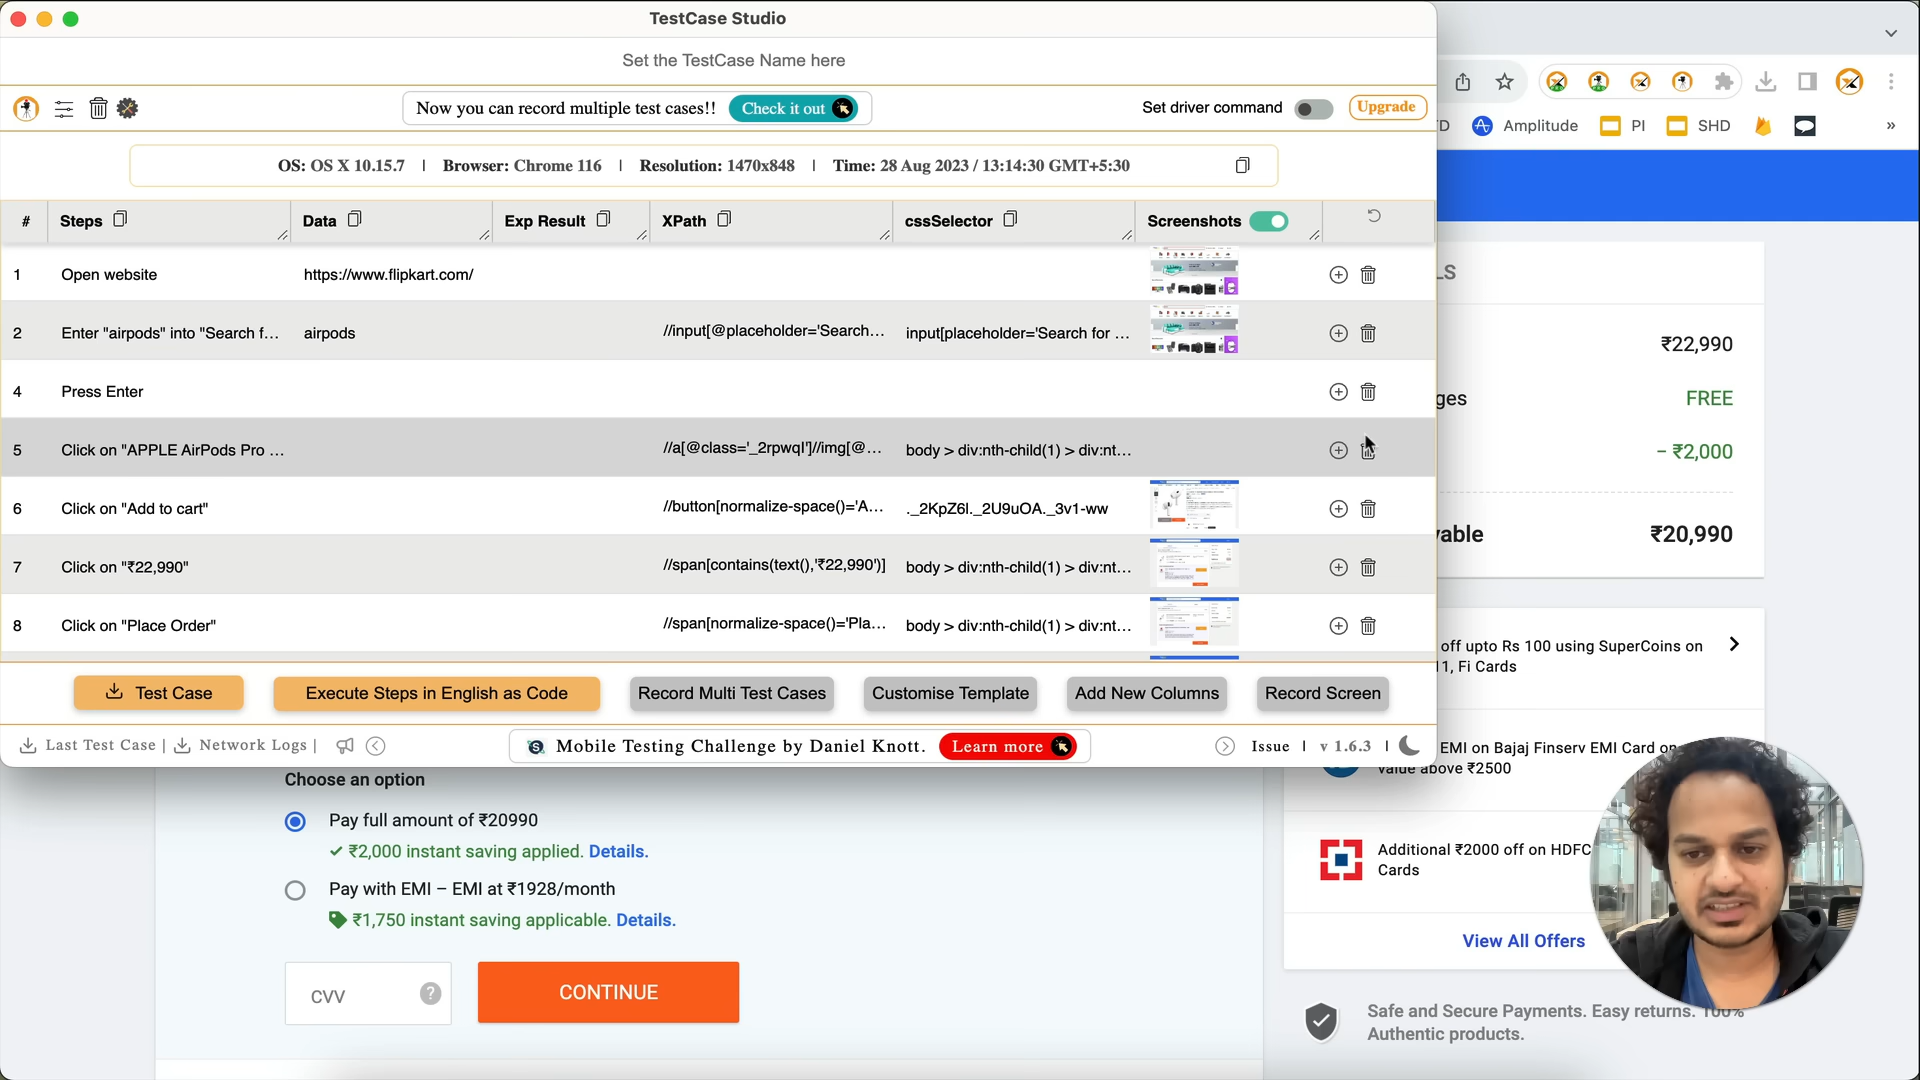 TestCase Studio
Set the TestCase Name here
Now you can record multiple test cases!! Check it out
Set driver command Upgrade
D Amplitude PI SHD »
OS: OS X 10.15.7 | Browser: Chrome 116 | Resolution: 1470x848 | Time: 28 Aug 2023 / 13:14:30 GMT+5:30
# Steps Data Exp Result XPath cssSelector Screenshots
1 Open website https://www.flipkart.com/
2 Enter "airpods" into "Search f... airpods //input[@placeholder='Search... input[placeholder='Search for ...
4 Press Enter
5 Click on "APPLE AirPods Pro ... //a[@class='_2rpwqI']//img[@... body > div:nth-child(1) > div:nt...
6 Click on "Add to cart" //button[normalize-space()='A... ._2KpZ6l._2U9uOA._3v1-ww
7 Click on "₹22,990" //span[contains(text(),'₹22,990')] body > div:nth-child(1) > div:nt...
8 Click on "Place Order" //span[normalize-space()='Pla... body > div:nth-child(1) > div:nt...
Test Case Execute Steps in English as Code Record Multi Test Cases Customise Template Add New Columns Record Screen
Last Test Case | Network Logs | Mobile Testing Challenge by Daniel Knott. Learn more Issue | v 1.6.3 |
LS
₹22,990
ges FREE
− ₹2,000
yable ₹20,990
off upto Rs 100 using SuperCoins on
11, Fi Cards
EMI on Bajaj Finserv EMI Card on
value above ₹2500
Additional ₹2000 off on HDFC
Cards
View All Offers
Safe and Secure Payments. Easy returns. 100%
Authentic products.
Choose an option
Pay full amount of ₹20990
₹2,000 instant saving applied. Details.
Pay with EMI – EMI at ₹1928/month
₹1,750 instant saving applicable. Details.
CVV ? CONTINUE